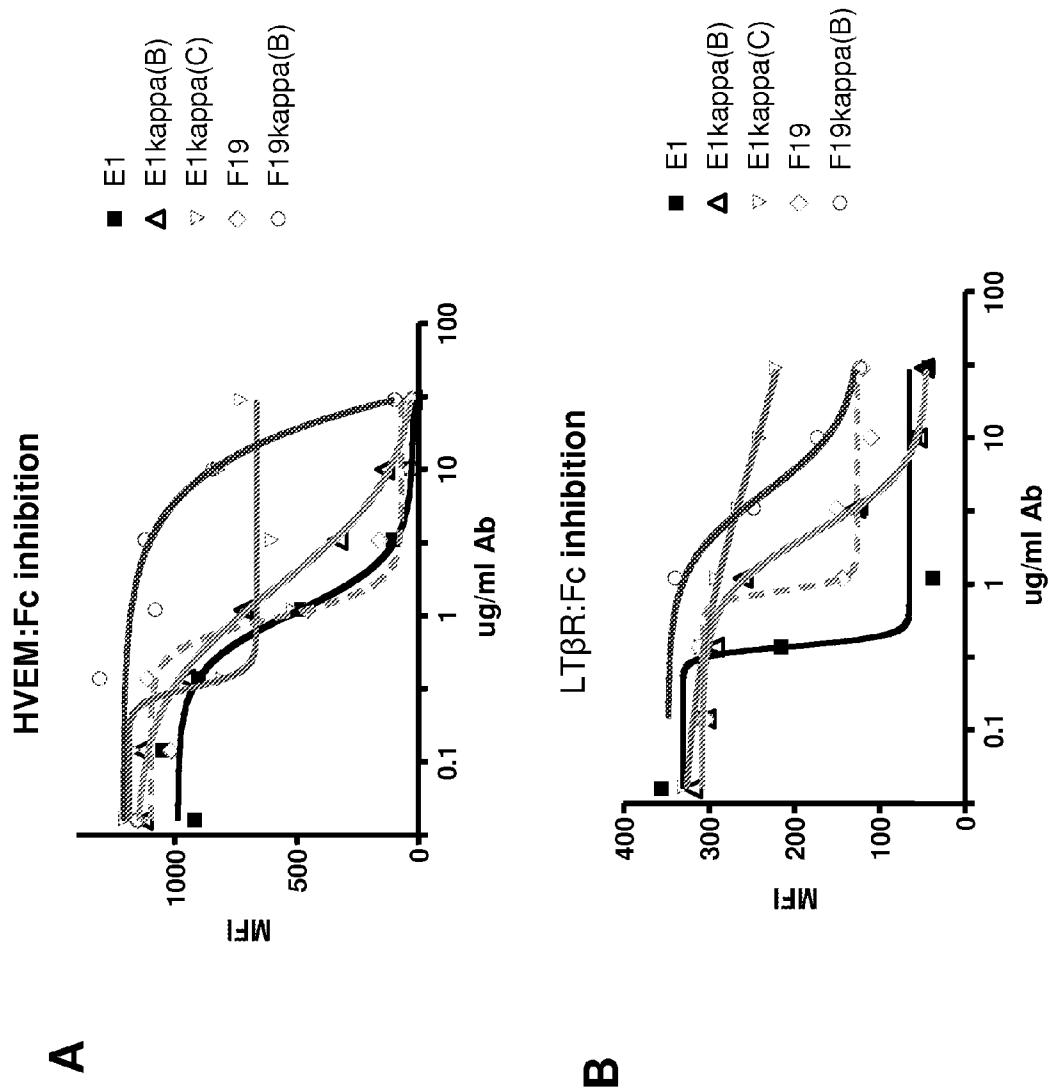 A
HVEM:Fc inhibition
MFI
1000
500
0
0.1
1
10
100
ug/ml Ab
E1
E1kappa(B)
E1kappa(C)
F19
F19kappa(B)
B
LTβR:Fc inhibition
MFI
400
300
200
100
0
0.1
1
10
100
ug/ml Ab
E1
E1kappa(B)
E1kappa(C)
F19
F19kappa(B)